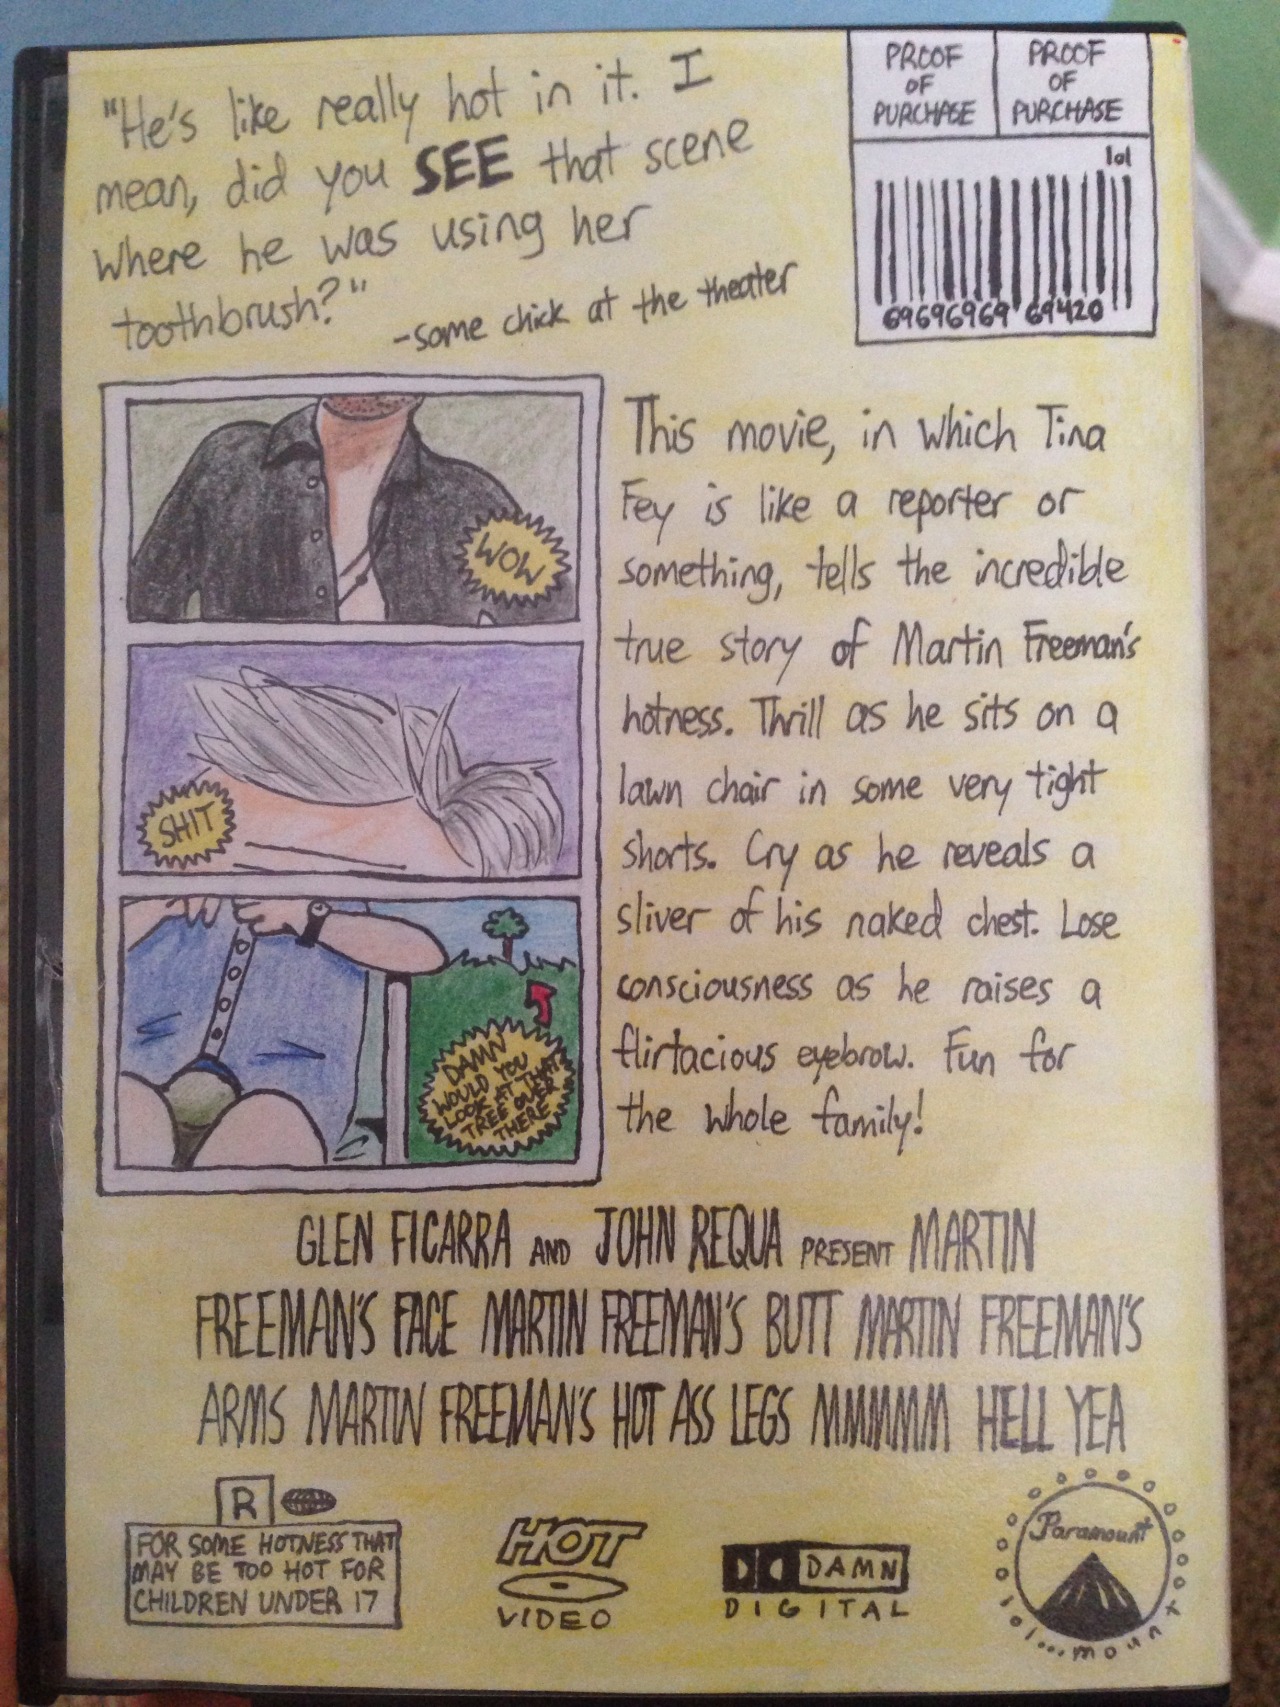 "He's like really hot in it. I
mean, did you SEE that scene
where he was using her
toothbrush?"
-some chick at the theater
PROOF
OF
PURCHASE
PROOF
OF
PURCHASE
lol
69696969 69420
WOW
SHIT
DAMN
WOULD YOU
LOOK AT THAT
TREE OVER
THERE
This movie, in which Tina
Fey is like a reporter or
something, tells the incredible
true story of Martin Freeman's
hotness. Thrill as he sits on a
lawn chair in some very tight
shorts. Cry as he reveals a
sliver of his naked chest. Lose
consciousness as he raises a
flirtacious eyebrow. Fun for
the whole family!
GLEN FICARRA AND JOHN REQUA PRESENT MARTIN
FREEMAN'S FACE MARTIN FREEMAN'S BUTT MARTIN FREEMAN'S
ARMS MARTIN FREEMAN'S HOT ASS LEGS MMMMM HELL YEA
R
FOR SOME HOTNESS THAT
MAY BE TOO HOT FOR
CHILDREN UNDER 17
HOT
VIDEO
DAMN
DIGITAL
Paramount
lol...mount